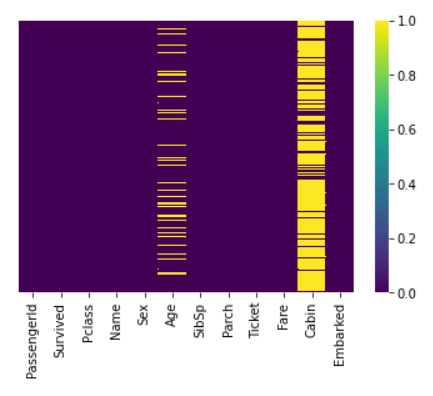 1.0
0.8
0.6
0.4
0.2
0.0
PassengerId
Survived
Pclass
Name
Sex
Age
SibSp
Parch
Ticket
Fare
Cabin
Embarked